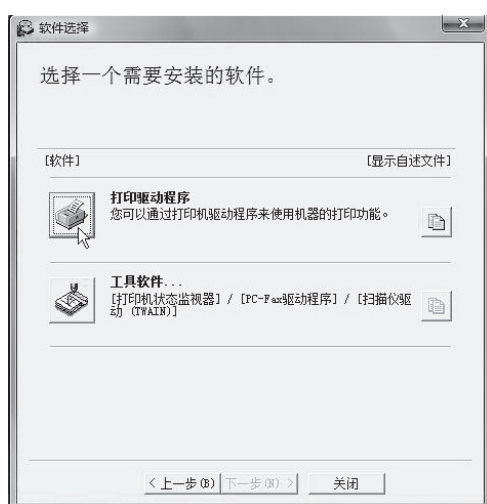 软件选择
选择一个需要安装的软件。
[软件] [显示自述文件]
打印驱动程序
您可以通过打印机驱动程序来使用机器的打印功能。
工具软件...
[打印机状态监视器] / [PC-Fax驱动程序] / [扫描仪驱
动 (TWAIN)]
< 上一步(B) 下一步(N) > 关闭